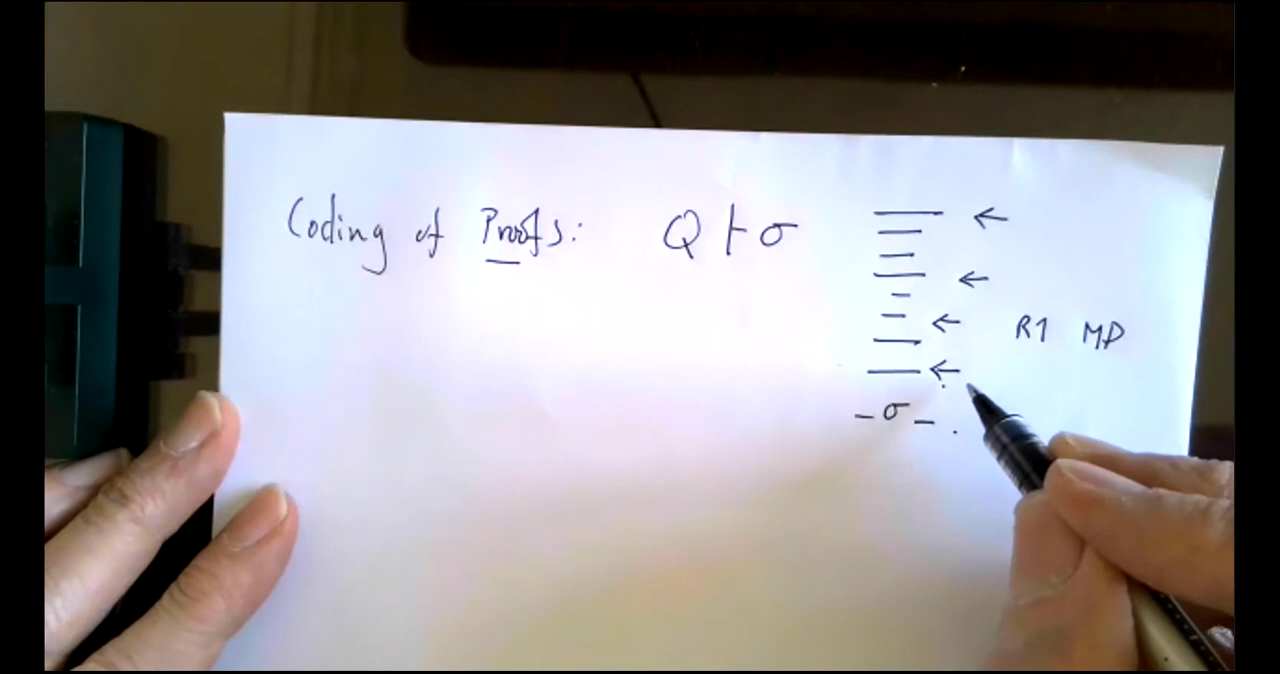 Coding of Proofs: Q ⊢ σ ←
←
← R1 MP
←
σ